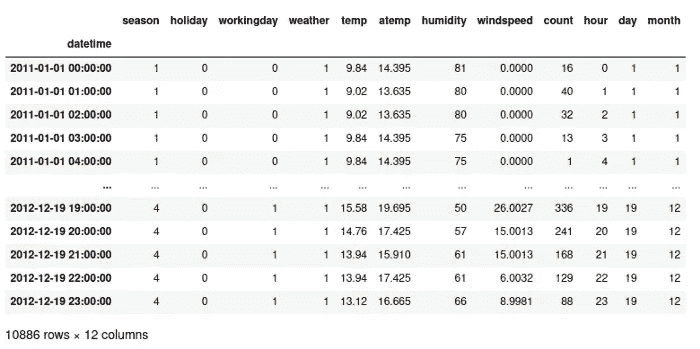 season holiday workingday weather temp atemp humidity windspeed count hour day month
datetime
2011-01-01 00:00:00 1 0 0 1 9.84 14.395 81 0.0000 16 0 1 1
2011-01-01 01:00:00 1 0 0 1 9.02 13.635 80 0.0000 40 1 1 1
2011-01-01 02:00:00 1 0 0 1 9.02 13.635 80 0.0000 32 2 1 1
2011-01-01 03:00:00 1 0 0 1 9.84 14.395 75 0.0000 13 3 1 1
2011-01-01 04:00:00 1 0 0 1 9.84 14.395 75 0.0000 1 4 1 1
... ... ... ... ... ... ... ... ... ... ... ... ...
2012-12-19 19:00:00 4 0 1 1 15.58 19.695 50 26.0027 336 19 19 12
2012-12-19 20:00:00 4 0 1 1 14.76 17.425 57 15.0013 241 20 19 12
2012-12-19 21:00:00 4 0 1 1 13.94 15.910 61 15.0013 168 21 19 12
2012-12-19 22:00:00 4 0 1 1 13.94 17.425 61 6.0032 129 22 19 12
2012-12-19 23:00:00 4 0 1 1 13.12 16.665 66 8.9981 88 23 19 12
10886 rows × 12 columns